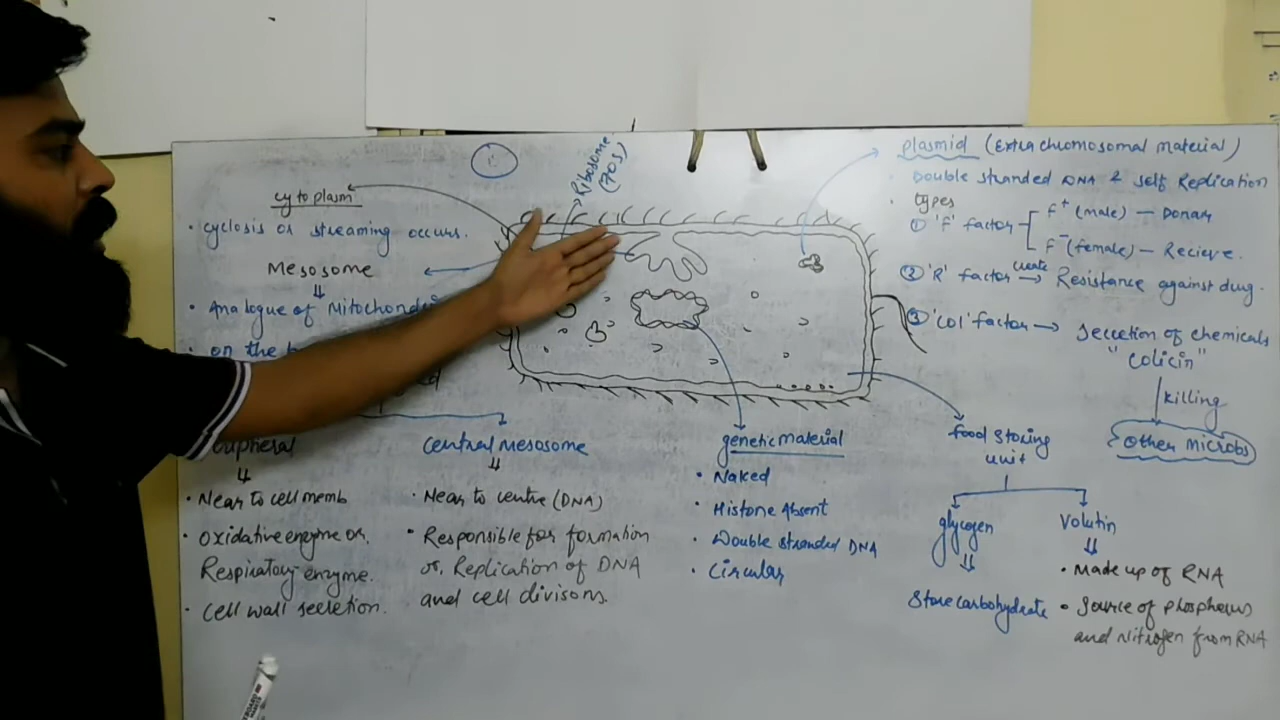 Ribosome
(70S)
cytoplasm
• cyclosis or streaming occurs.
Mesosome
⇓
• Analogue of Mitochond
• on the b
central mesosome
⇓
• Near to cell memb
• Oxidative enzyme or,
Respiratory enzyme.
• Cell wall secretion.
• Near to centre (DNA)
• Responsible for formation
or, Replication of DNA
and cell divisons.
genetic material
• Naked
• Histone Absent
• Double stranded DNA
• Circular
plasmid (Extra chromosomal material)
• Double stranded DNA & self Replication
• types
① 'F' factor
F⁺ (male) — Donar
F⁻ (female) — Recieve.
② 'R' factor create → Resistance against dug.
③ 'COl' factor → Secretion of chemicals
"colicin"
killing
other microbs
food storing
unit
glycogen
⇓
Store carbohydrate
Volutin
⇓
• Made up of RNA
• Source of phosphorus
and nitrogen from RNA